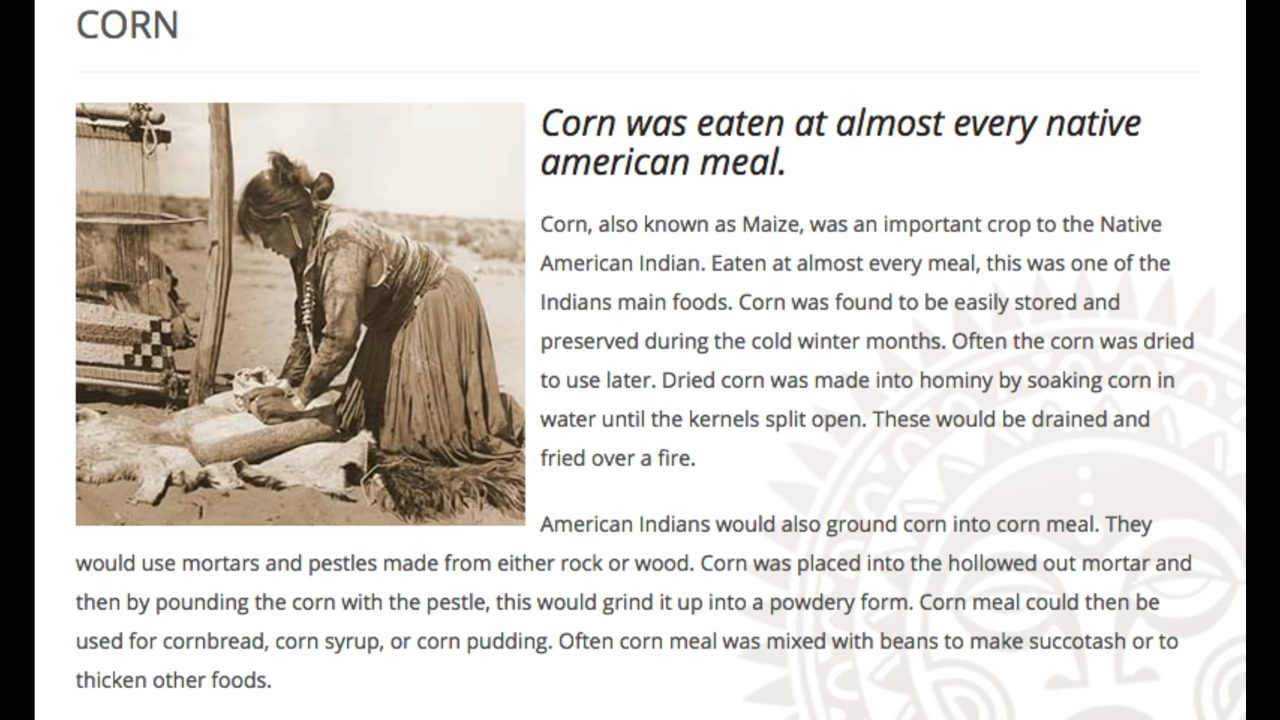 CORN
Corn was eaten at almost every native
american meal.
Corn, also known as Maize, was an important crop to the Native
American Indian. Eaten at almost every meal, this was one of the
Indians main foods. Corn was found to be easily stored and
preserved during the cold winter months. Often the corn was dried
to use later. Dried corn was made into hominy by soaking corn in
water until the kernels split open. These would be drained and
fried over a fire.
American Indians would also ground corn into corn meal. They
would use mortars and pestles made from either rock or wood. Corn was placed into the hollowed out mortar and
then by pounding the corn with the pestle, this would grind it up into a powdery form. Corn meal could then be
used for cornbread, corn syrup, or corn pudding. Often corn meal was mixed with beans to make succotash or to
thicken other foods.